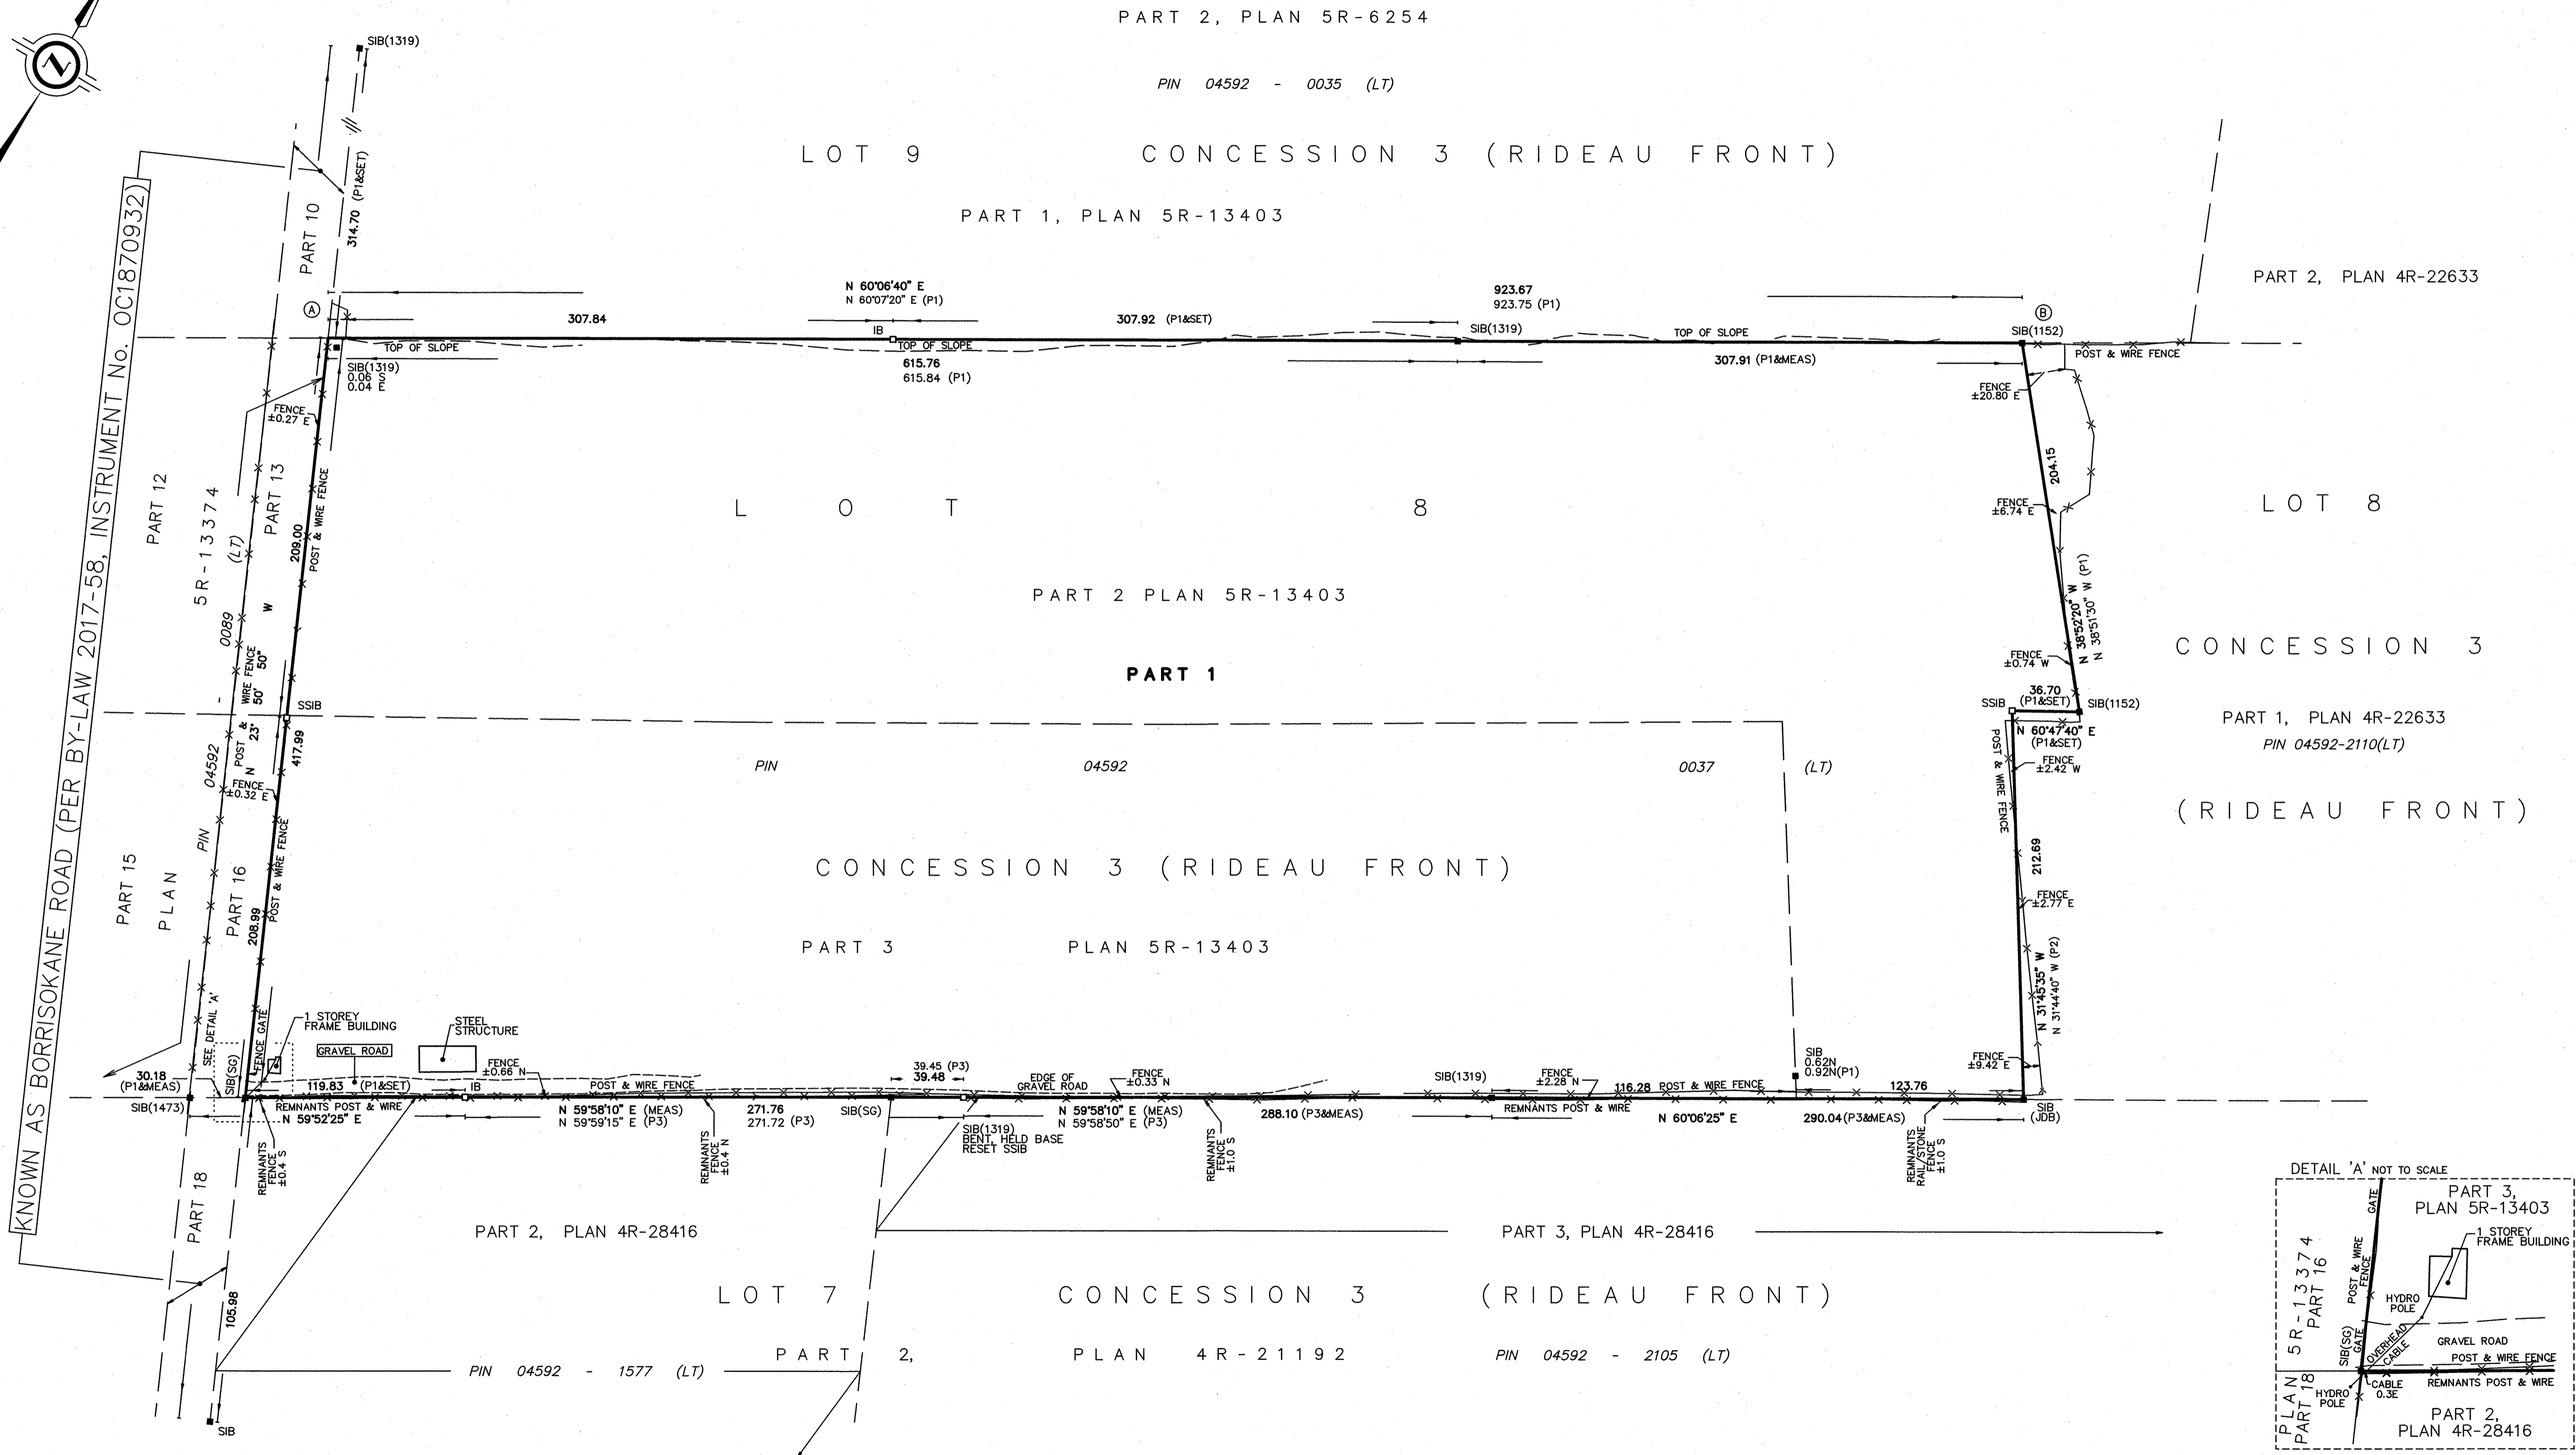 PART 2, PLAN 5R-6254
SIB(1319)
PIN 04592 - 0035 (LT)
LOT 9 CONCESSION 3 (RIDEAU FRONT)
PART 1, PLAN 5R-13403
PART 10
314.70 (P1&SET)
KNOWN AS BORRISOKANE ROAD (PER BY-LAW 2017-58, INSTRUMENT No. OC1870932)
PART 2, PLAN 4R-22633
N 60°06'40" E
N 60°07'20" E (P1)
923.67
923.75 (P1)
A
307.84
IB
307.92 (P1&SET)
SIB(1319)
TOP OF SLOPE
B
SIB(1152)
TOP OF SLOPE
TOP OF SLOPE
POST & WIRE FENCE
SIB(1319)
0.06 S
0.04 E
615.76
615.84 (P1)
307.91 (P1&MEAS)
FENCE
±0.27 E
FENCE
±20.80 E
204.15
FENCE
±6.74 E
PART 12
5R-13374
(LT)
PART 13
209.00
POST & WIRE FENCE
LOT 8
LOT 8
PART 2 PLAN 5R-13403
N 38°52'20" W
N 38°51'30" W (P1)
0089
PART 1
FENCE
±0.74 W
CONCESSION 3
36.70
(P1&SET)
SSIB
SIB(1152)
SSIB
PART 1, PLAN 4R-22633
N 60°47'40" E
(P1&SET)
PIN 04592-2110(LT)
POST & WIRE FENCE
N 23° 50' 50" W
417.99
FENCE
±0.32 E
PIN 04592 -
PIN 04592 0037 (LT)
FENCE
±2.42 W
POST & WIRE FENCE
(RIDEAU FRONT)
PART 15
PLAN
PART 16
208.99
POST & WIRE FENCE
CONCESSION 3 (RIDEAU FRONT)
212.69
FENCE
±2.77 E
PART 3 PLAN 5R-13403
N 31°45'35" W
N 31°44'40" W (P2)
SEE DETAIL 'A'
SIB(SG)
FENCE GATE
1 STOREY
FRAME BUILDING
STEEL
STRUCTURE
GRAVEL ROAD
FENCE
±0.66 N
39.45 (P3)
39.48
EDGE OF
GRAVEL ROAD
FENCE
±0.33 N
SIB(1319)
FENCE
±2.28 N
SIB
0.62N
0.92N(P1)
FENCE
±9.42 E
30.18
(P1&MEAS)
119.83 (P1&SET)
IB
POST & WIRE FENCE
116.28
POST & WIRE FENCE
123.76
SIB(1473)
REMNANTS POST & WIRE
N 59°52'25" E
N 59°58'10" E (MEAS)
N 59°59'15" E (P3)
271.76
271.72 (P3)
SIB(SG)
SIB(1319)
BENT, HELD BASE
RESET SSIB
N 59°58'10" E (MEAS)
N 59°58'50" E (P3)
288.10 (P3&MEAS)
REMNANTS POST & WIRE
N 60°06'25" E
290.04(P3&MEAS)
SIB
(JDB)
REMNANTS
FENCE
±0.4 S
REMNANTS
FENCE
±0.4 N
REMNANTS
FENCE
±1.0 S
REMNANTS
RAIL/STONE
FENCE
±1.0 S
PART 18
PART 2, PLAN 4R-28416
PART 3, PLAN 4R-28416
LOT 7 CONCESSION 3 (RIDEAU FRONT)
105.98
PART 2, PLAN 4R-21192
PIN 04592 - 2105 (LT)
PIN 04592 - 1577 (LT)
SIB
DETAIL 'A' NOT TO SCALE
GATE
PART 3,
PLAN 5R-13403
1 STOREY
FRAME BUILDING
PLAN 5R-13374
PART 16
POST & WIRE
FENCE
HYDRO
POLE
SIB(SG)
GATE
OVERHEAD
CABLE
GRAVEL ROAD
POST & WIRE FENCE
REMNANTS POST & WIRE
CABLE
0.3E
HYDRO
POLE
PART 18
PART 2,
PLAN 4R-28416